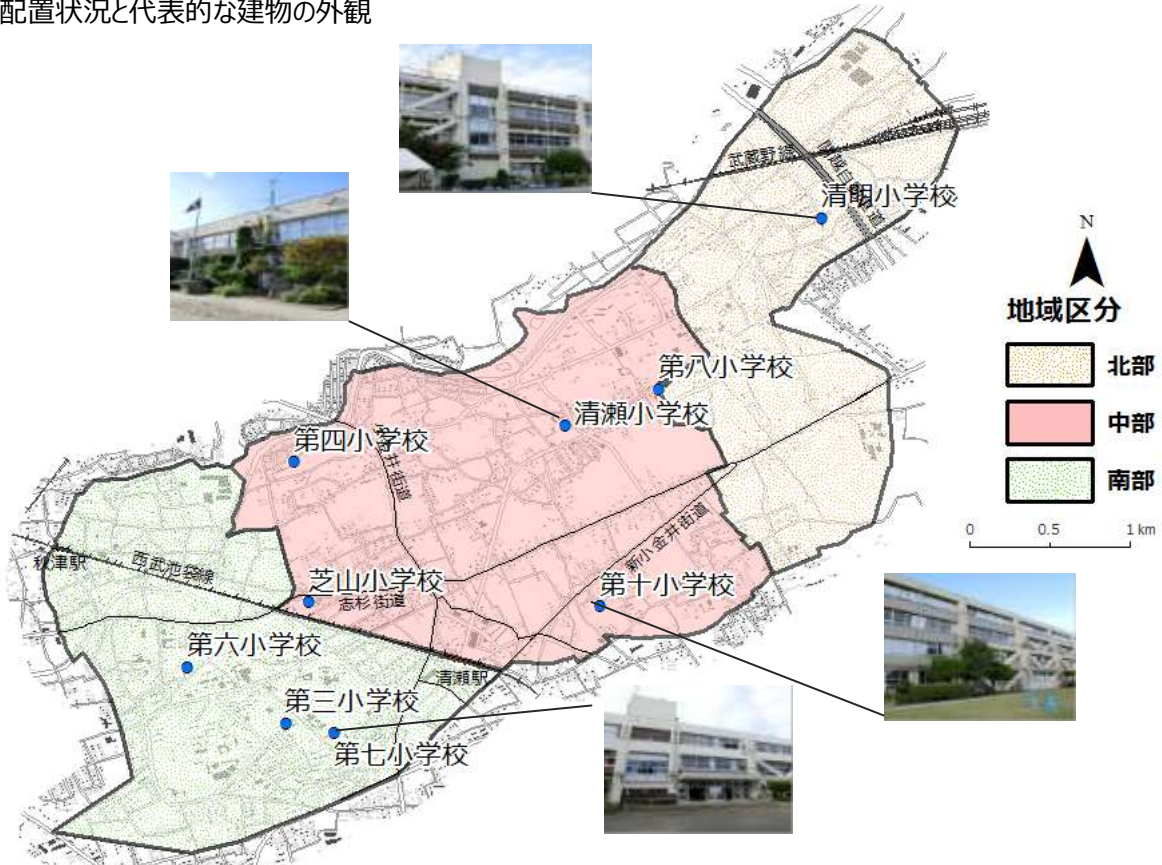 配置状況と代表的な建物の外観
武蔵野線
清明小学校
N
地域区分
北部
中部
南部
0 0.5 1 km
第八小学校
清瀬小学校
第四小学校
井街道
新小金井街道
秋津駅
西武池袋線
芝山小学校
志杉街道
第十小学校
第六小学校
清瀬駅
第三小学校
第七小学校